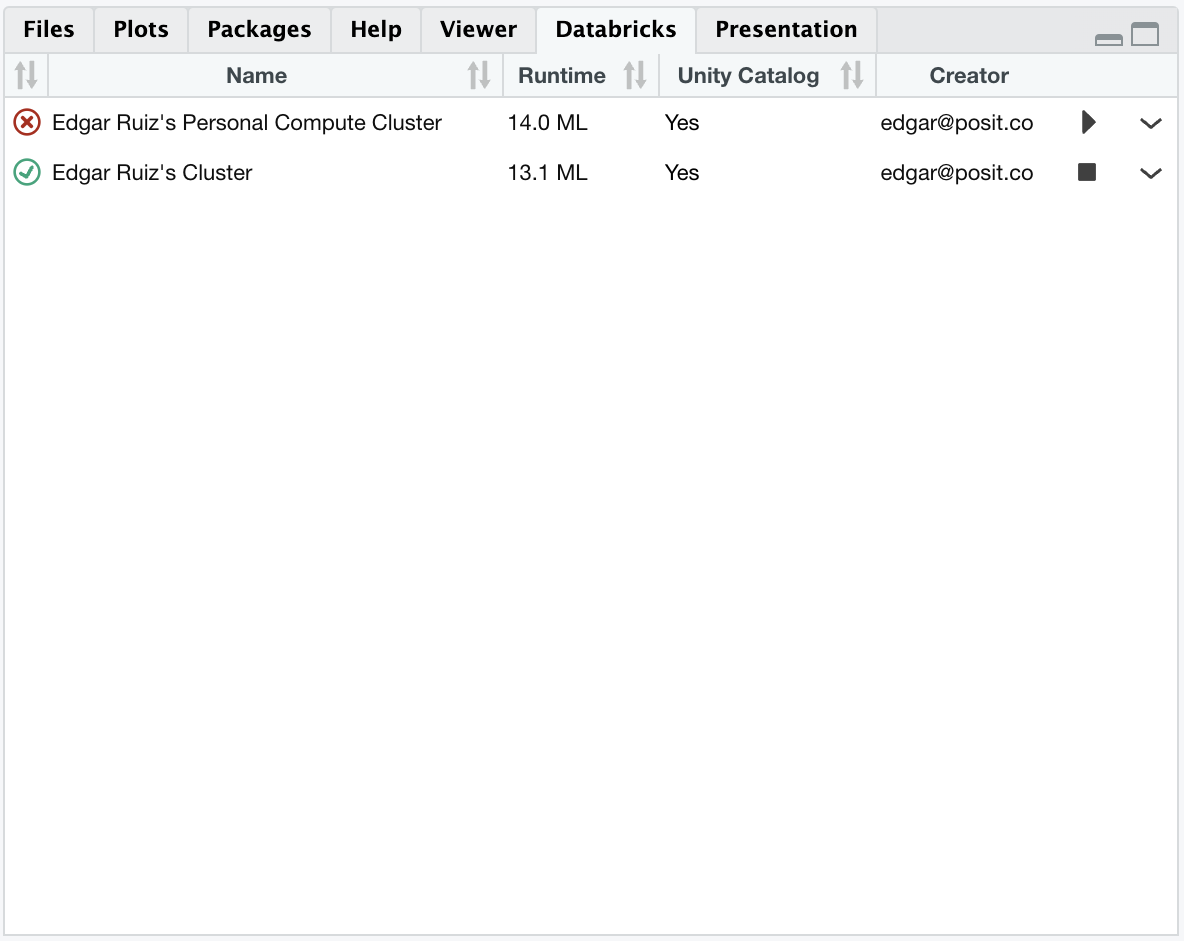 Files Plots Packages Help Viewer Databricks Presentation
Name Runtime Unity Catalog Creator
Edgar Ruiz's Personal Compute Cluster 14.0 ML Yes edgar@posit.co
Edgar Ruiz's Cluster 13.1 ML Yes edgar@posit.co